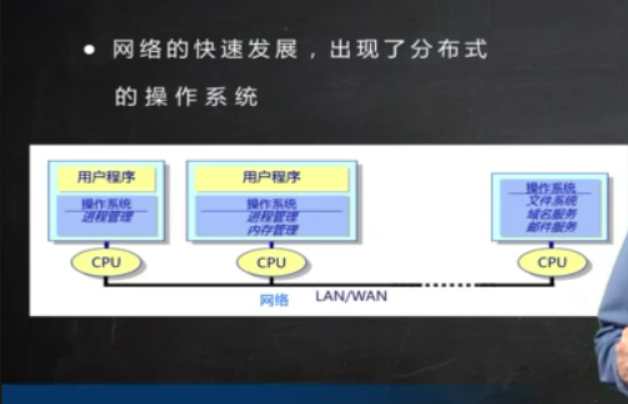 ● 网络的快速发展，出现了分布式
的操作系统
用户程序
操作系统
进程管理
CPU
用户程序
操作系统
进程管理
内存管理
CPU
操作系统
文件系统
域名服务
邮件服务
CPU
网络 LAN/WAN